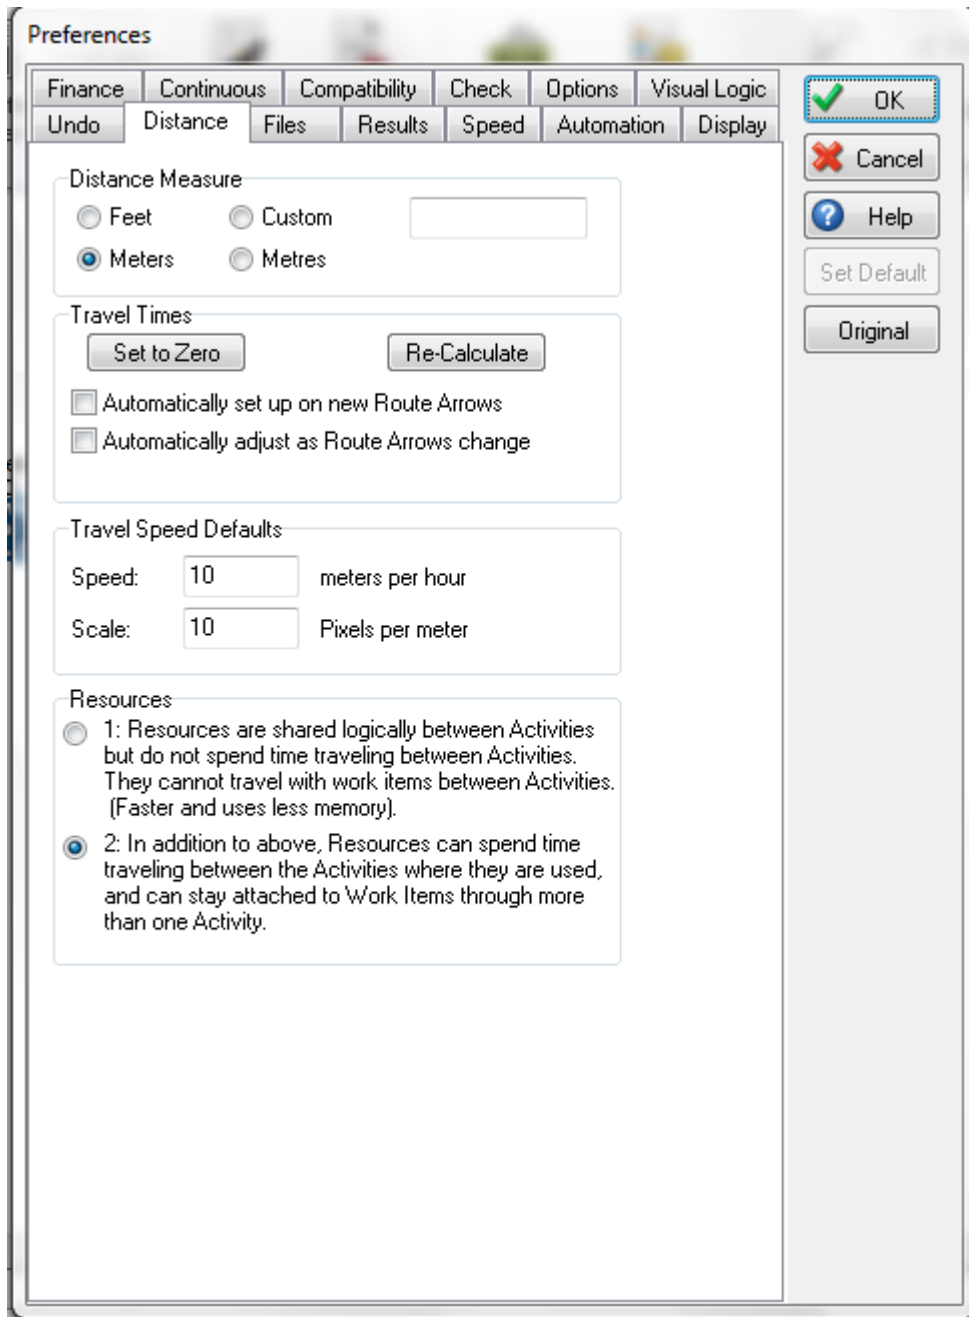 Preferences
Finance Continuous Compatibility Check Options Visual Logic
Undo Distance Files Results Speed Automation Display
OK
Cancel
Help
Set Default
Original
Distance Measure
Feet Custom
Meters Metres
Travel Times
Set to Zero Re-Calculate
Automatically set up on new Route Arrows
Automatically adjust as Route Arrows change
Travel Speed Defaults
Speed: 10 meters per hour
Scale: 10 Pixels per meter
Resources
1: Resources are shared logically between Activities
but do not spend time traveling between Activities.
They cannot travel with work items between Activities.
(Faster and uses less memory).
2: In addition to above, Resources can spend time
traveling between the Activities where they are used,
and can stay attached to Work Items through more
than one Activity.